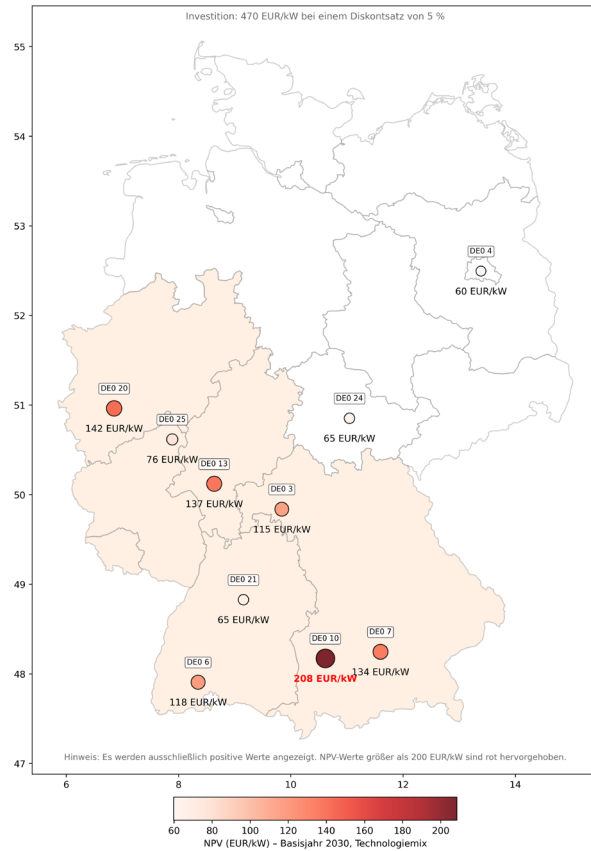 Investition: 470 EUR/kW bei einem Diskontsatz von 5 %
55
54
53
52
51
50
49
48
47
DE0 4
60 EUR/kW
DE0 20
142 EUR/kW
DE0 24
65 EUR/kW
DE0 25
76 EUR/kW
DE0 13
137 EUR/kW
DE0 3
115 EUR/kW
DE0 21
65 EUR/kW
DE0 10
208 EUR/kW
DE0 7
134 EUR/kW
DE0 6
118 EUR/kW
Hinweis: Es werden ausschließlich positive Werte angezeigt. NPV-Werte größer als 200 EUR/kW sind rot hervorgehoben.
6 8 10 12 14
60 80 100 120 140 160 180 200
NPV (EUR/kW) – Basisjahr 2030, Technologiemix